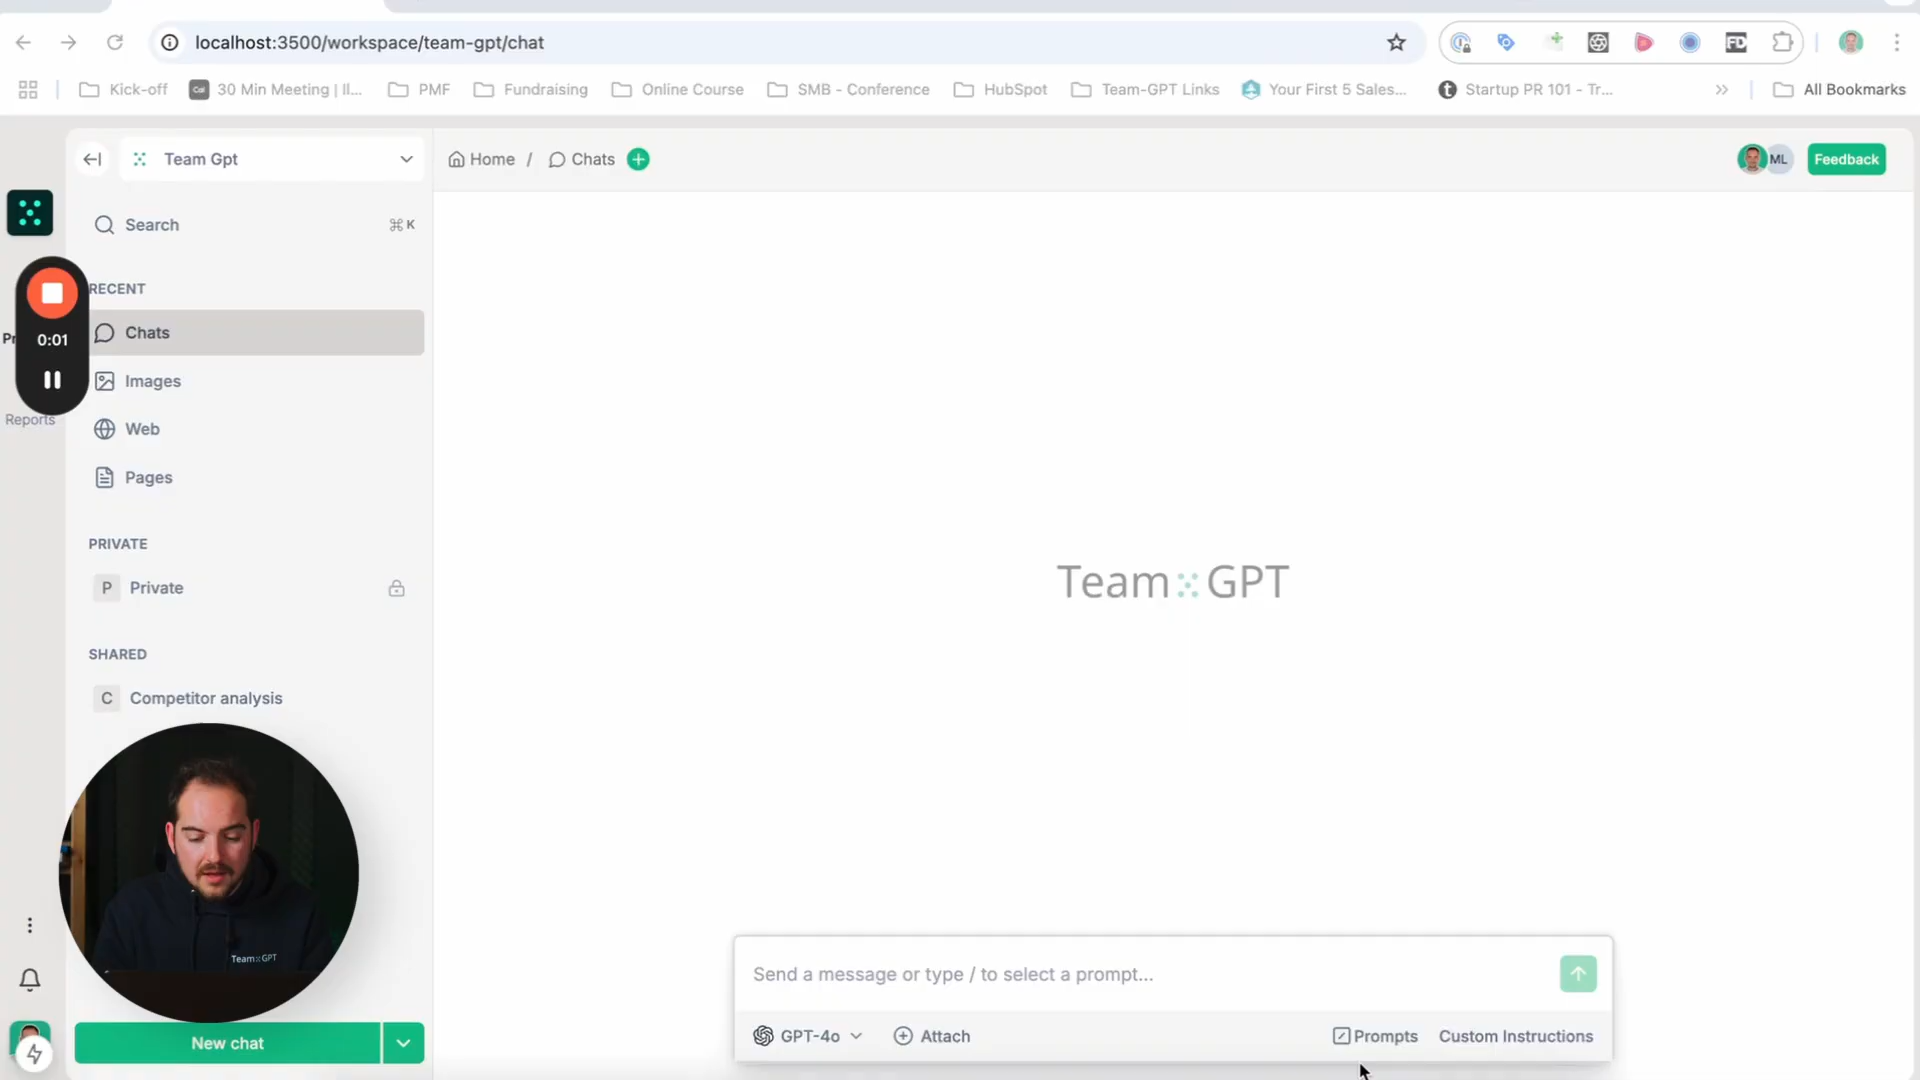 localhost:3500/workspace/team-gpt/chat
FD
Kick-off
Cal 30 Min Meeting | Il...
PMF
Fundraising
Online Course
SMB - Conference
HubSpot
Team-GPT Links
Your First 5 Sales...
t Startup PR 101 - Tr...
All Bookmarks
Team Gpt
Home / Chats
ML
Feedback
Search ⌘ K
RECENT
0:01
Chats
Images
Reports
Web
Pages
PRIVATE
P Private
SHARED
C Competitor analysis
Team GPT
Team GPT
New chat
Send a message or type / to select a prompt...
GPT-4o
Attach
Prompts
Custom Instructions